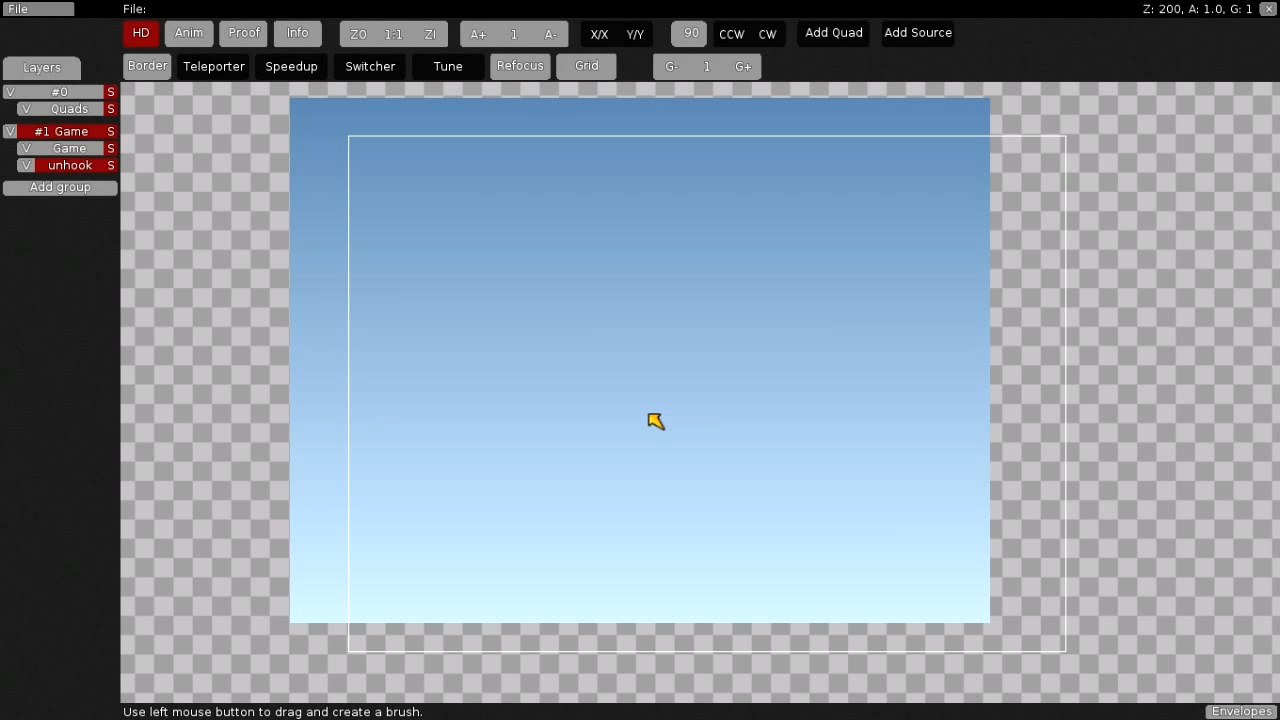 File File: Z: 200, A: 1.0, G: 1 ×
HD Anim Proof Info ZO 1:1 ZI A+ 1 A- X/X Y/Y 90 CCW CW Add Quad Add Source
Layers Border Teleporter Speedup Switcher Tune Refocus Grid G- 1 G+
V #0 S
V Quads S
V #1 Game S
V Game S
V unhook S
Add group
Use left mouse button to drag and create a brush. Envelopes